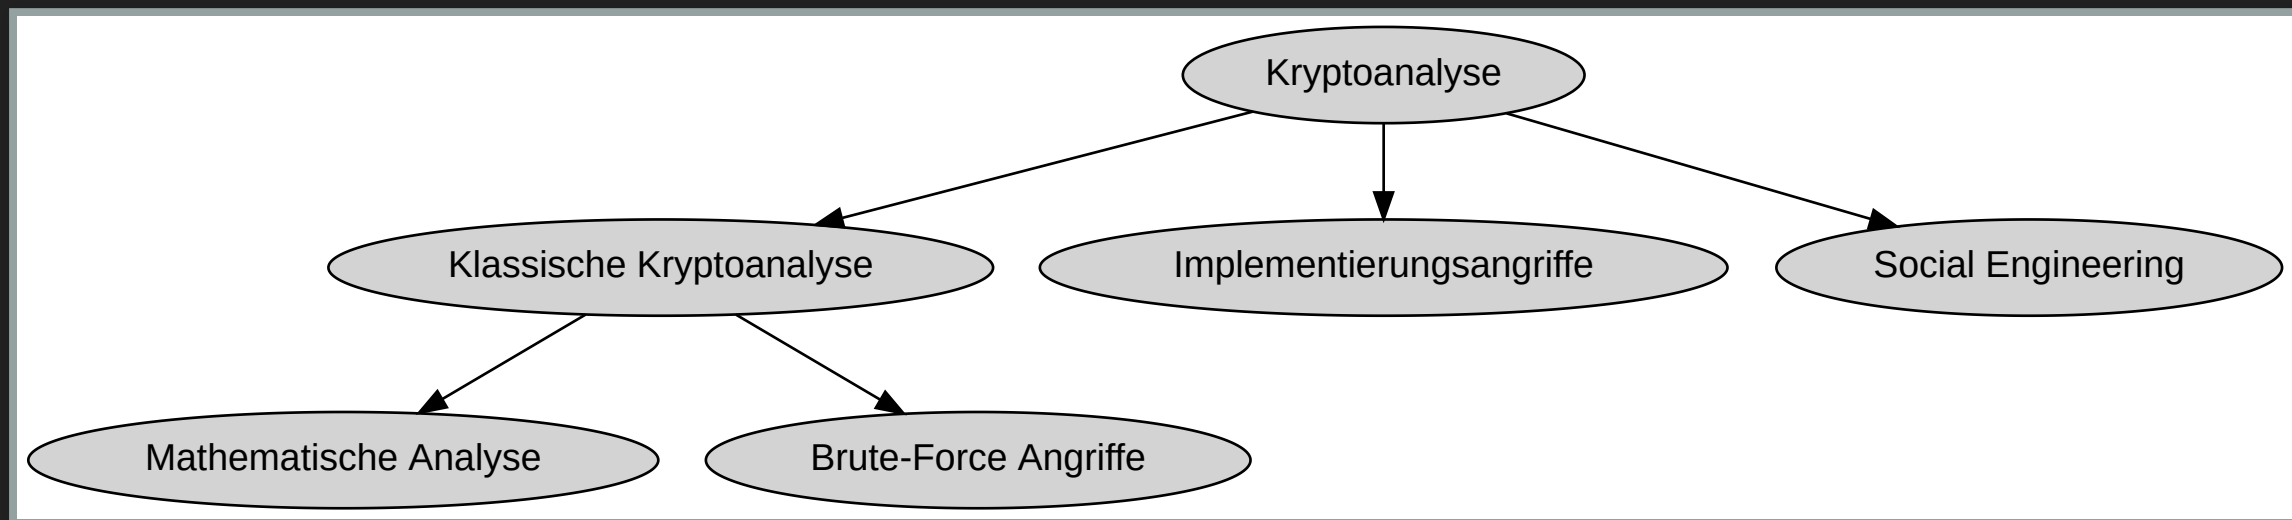 Kryptoanalyse
Klassische Kryptoanalyse
Implementierungsangriffe
Social Engineering
Mathematische Analyse
Brute-Force Angriffe